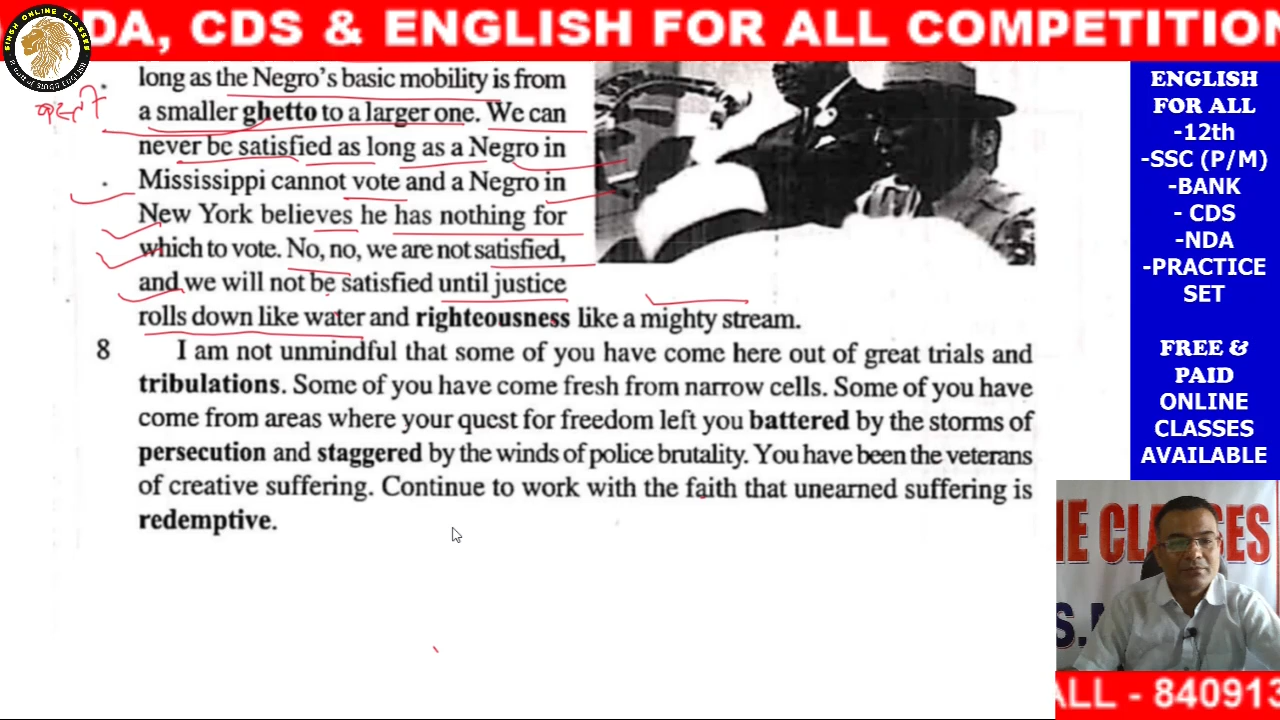 NDA, CDS & ENGLISH FOR ALL COMPETITION
SINGH ONLINE CLASSES
long as the Negro's basic mobility is from
a smaller ghetto to a larger one. We can
never be satisfied as long as a Negro in
Mississippi cannot vote and a Negro in
New York believes he has nothing for
which to vote. No, no, we are not satisfied,
and we will not be satisfied until justice
rolls down like water and righteousness like a mighty stream.
8 I am not unmindful that some of you have come here out of great trials and
tribulations. Some of you have come fresh from narrow cells. Some of you have
come from areas where your quest for freedom left you battered by the storms of
persecution and staggered by the winds of police brutality. You have been the veterans
of creative suffering. Continue to work with the faith that unearned suffering is
redemptive.
ENGLISH
FOR ALL
-12th
-SSC (P/M)
-BANK
- CDS
-NDA
-PRACTICE
SET
FREE &
PAID
ONLINE
CLASSES
AVAILABLE
NE CLASSES
ALL - 840913